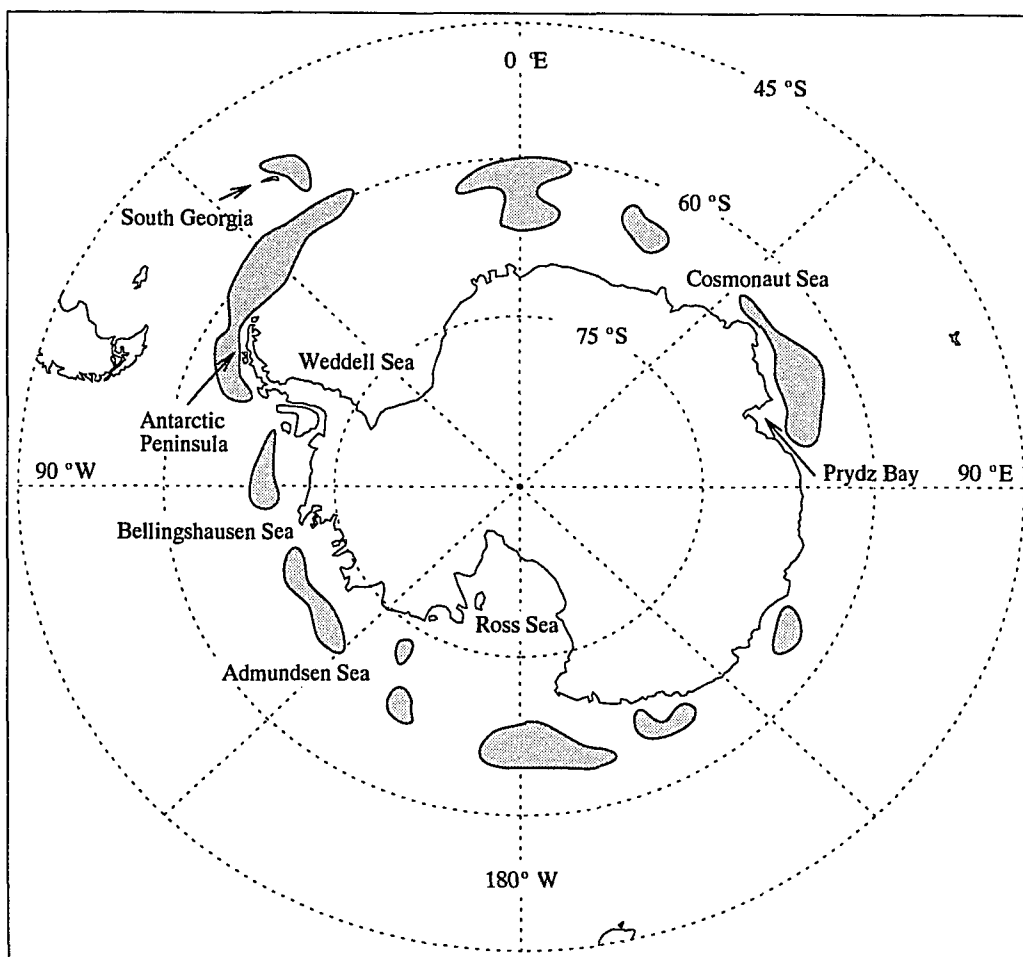 0 °E
45 °S
South Georgia
60 °S
Cosmonaut Sea
75 °S
Weddell Sea
Antarctic
Peninsula
90 °W
Prydz Bay
90 °E
Bellingshausen Sea
Ross Sea
Admundsen Sea
180° W